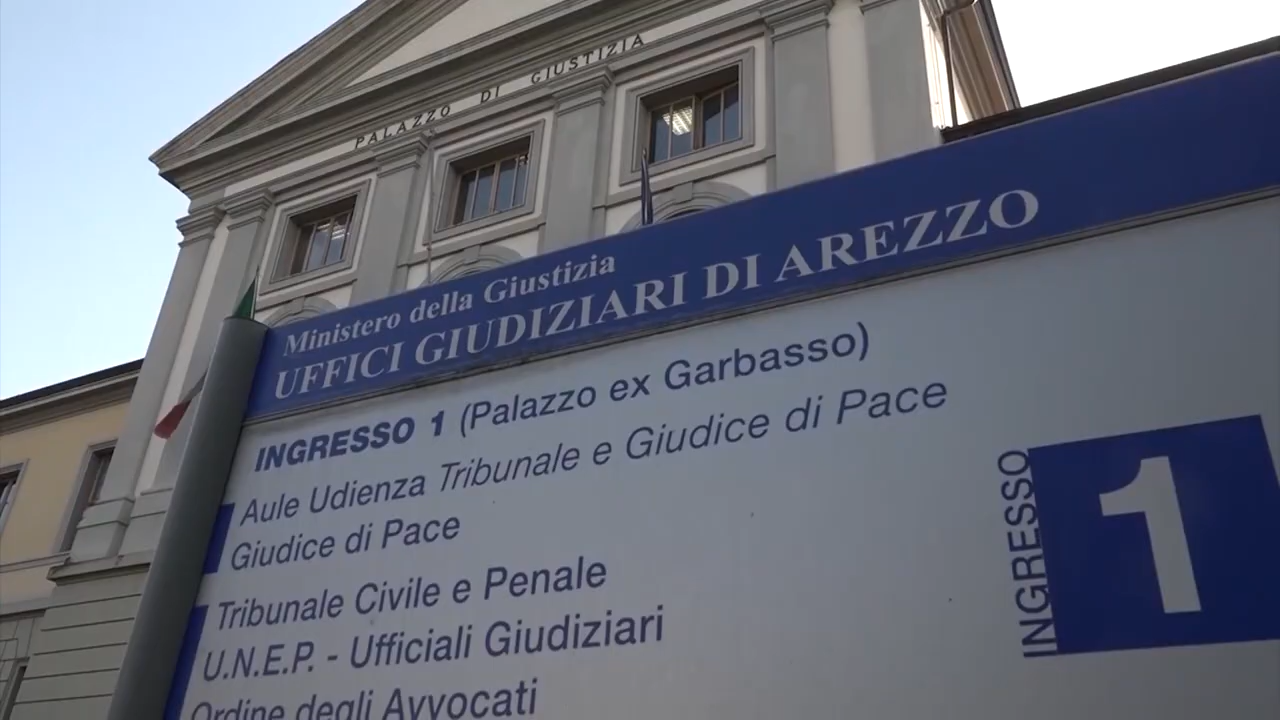 PALAZZO DI GIUSTIZIA
Ministero della Giustizia
UFFICI GIUDIZIARI DI AREZZO
INGRESSO 1 (Palazzo ex Garbasso)
Aule Udienza Tribunale e Giudice di Pace
Giudice di Pace
Tribunale Civile e Penale
U.N.E.P. - Ufficiali Giudiziari
Ordine degli Avvocati
INGRESSO
1